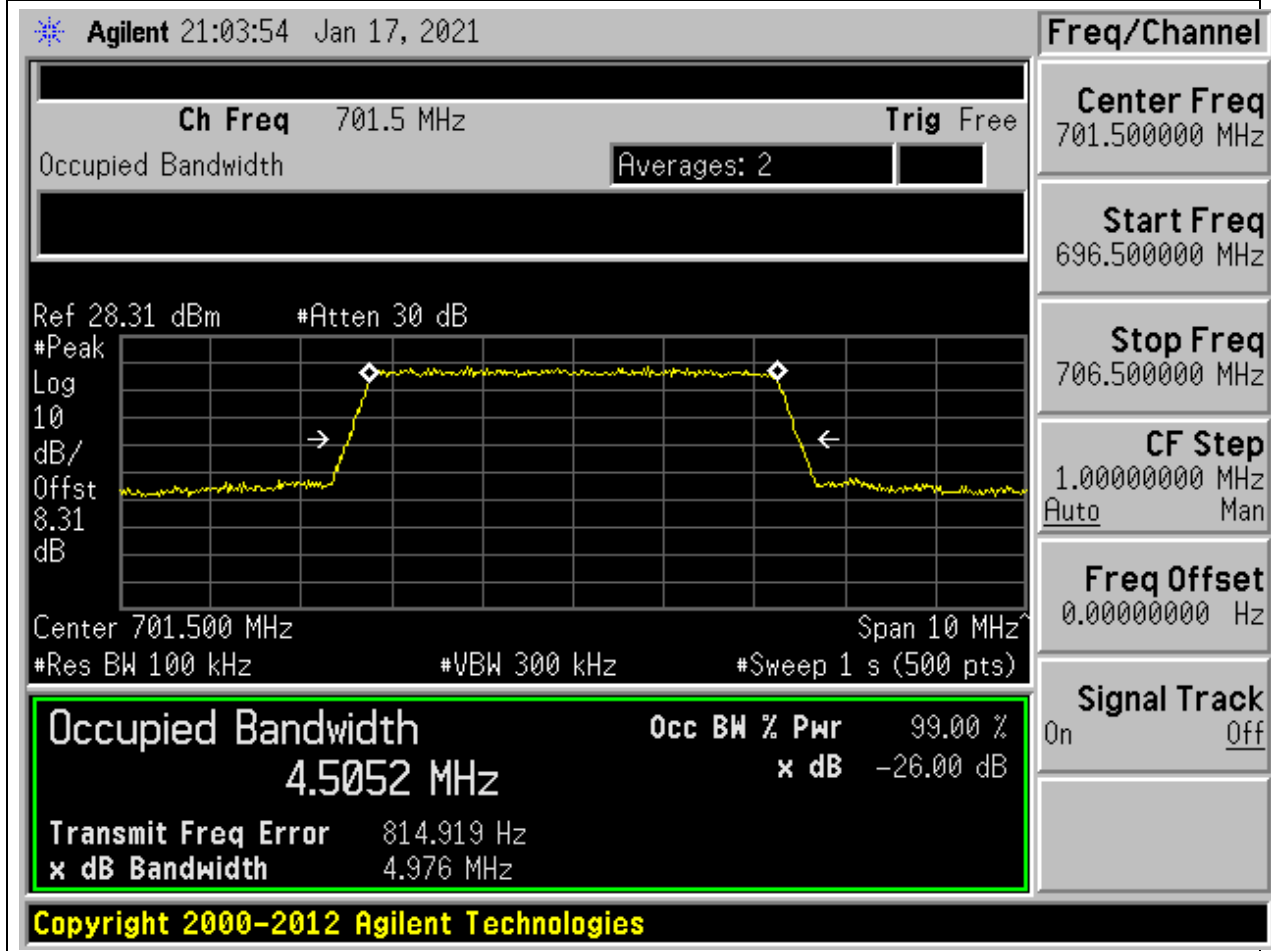 Agilent 21:03:54 Jan 17, 2021
Freq/Channel
Ch Freq 701.5 MHz Trig Free
Occupied Bandwidth Averages: 2
Ref 28.31 dBm #Atten 30 dB
#Peak
Log
10
dB/
Offst
8.31
dB
Center 701.500 MHz Span 10 MHz^
#Res BW 100 kHz #VBW 300 kHz #Sweep 1 s (500 pts)
Occupied Bandwidth Occ BW % Pwr 99.00 %
4.5052 MHz x dB -26.00 dB
Transmit Freq Error 814.919 Hz
x dB Bandwidth 4.976 MHz
Center Freq
701.500000 MHz
Start Freq
696.500000 MHz
Stop Freq
706.500000 MHz
CF Step
1.00000000 MHz
Auto Man
Freq Offset
0.00000000 Hz
Signal Track
On Off
Copyright 2000-2012 Agilent Technologies